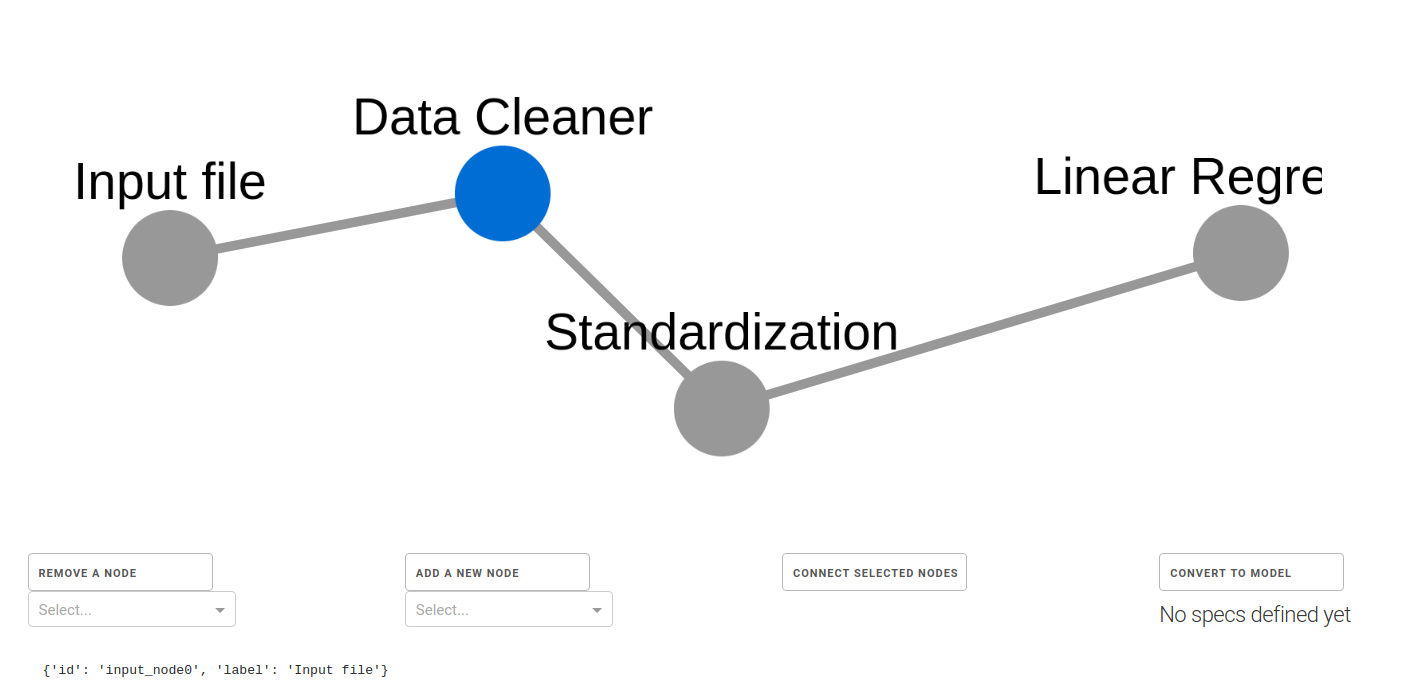 Data Cleaner
Input file
Linear Regre
Standardization
REMOVE A NODE
ADD A NEW NODE
CONNECT SELECTED NODES
CONVERT TO MODEL
Select...
Select...
No specs defined yet
{'id': 'input_node0', 'label': 'Input file'}